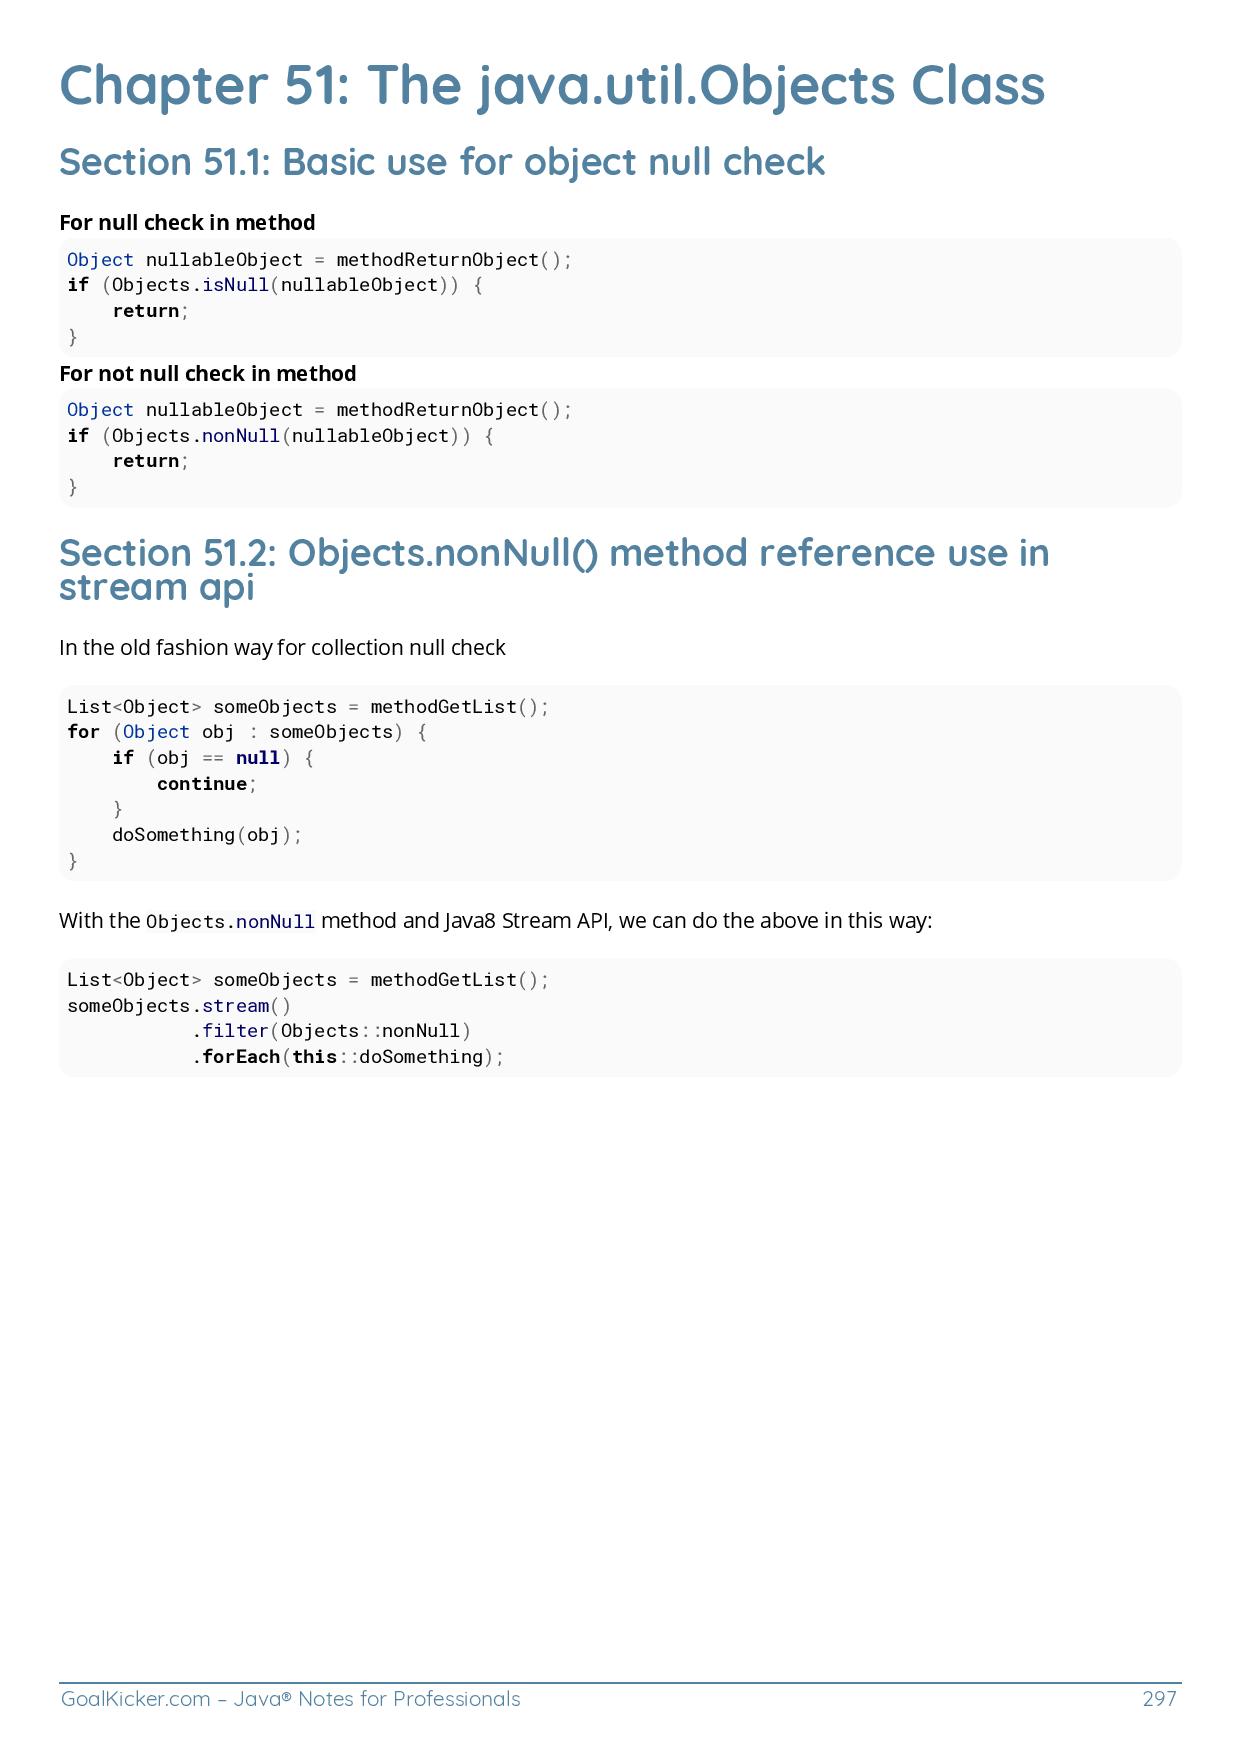 Chapter 51: The java.util.Objects Class
Section 51.1: Basic use for object null check
For null check in method
Object nullableObject = methodReturnObject();
if (Objects.isNull(nullableObject)) {
    return;
}
For not null check in method
Object nullableObject = methodReturnObject();
if (Objects.nonNull(nullableObject)) {
    return;
}
Section 51.2: Objects.nonNull() method reference use in
stream api
In the old fashion way for collection null check
List<Object> someObjects = methodGetList();
for (Object obj : someObjects) {
    if (obj == null) {
        continue;
    }
    doSomething(obj);
}
With the Objects.nonNull method and Java8 Stream API, we can do the above in this way:
List<Object> someObjects = methodGetList();
someObjects.stream()
           .filter(Objects::nonNull)
           .forEach(this::doSomething);
GoalKicker.com – Java® Notes for Professionals 297